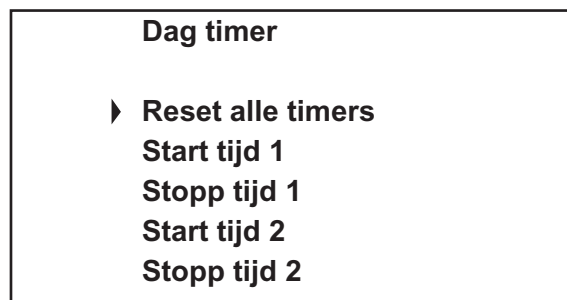 Dag timer
Reset alle timers
Start tijd 1
Stopp tijd 1
Start tijd 2
Stopp tijd 2